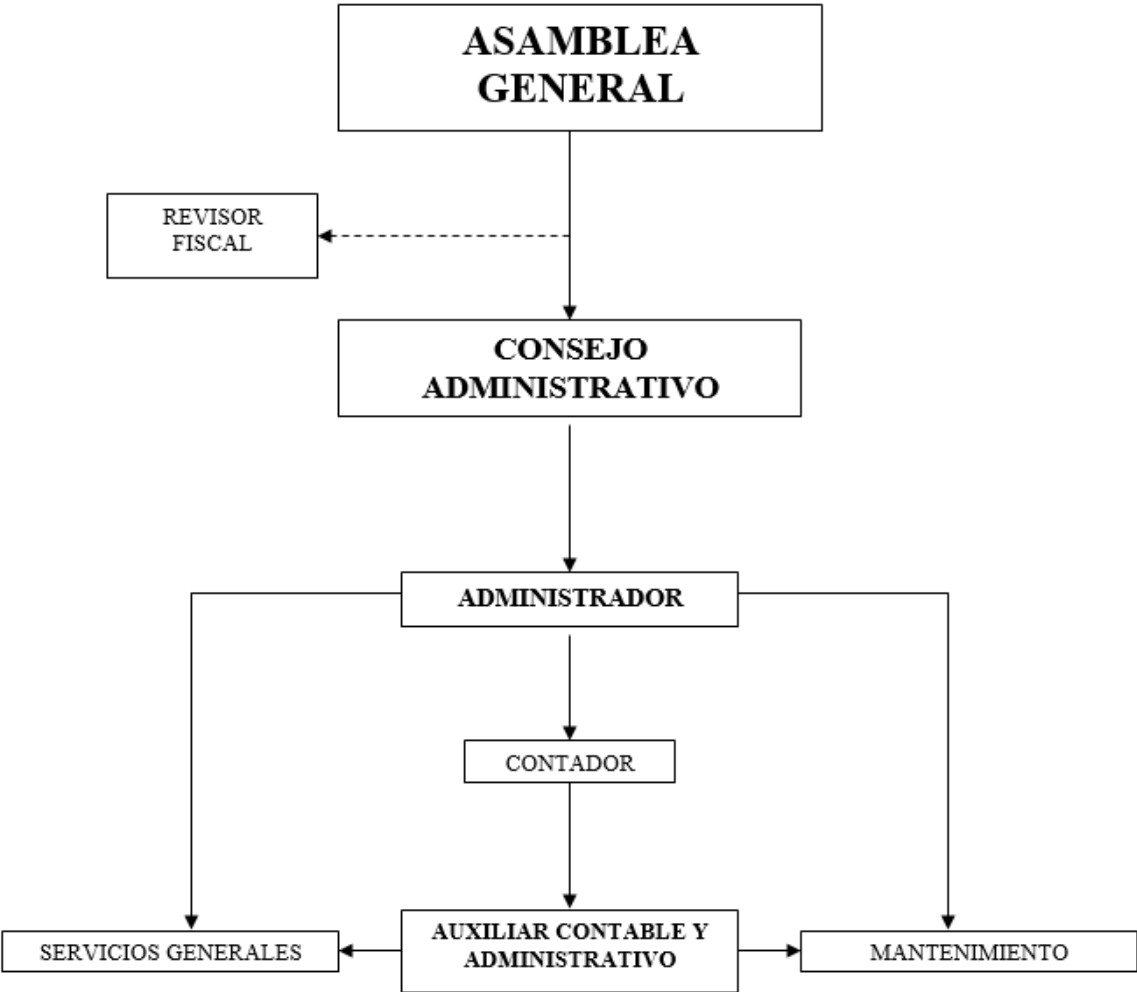 ASAMBLEA
GENERAL
REVISOR
FISCAL
CONSEJO
ADMINISTRATIVO
ADMINISTRADOR
CONTADOR
SERVICIOS GENERALES
AUXILIAR CONTABLE Y
ADMINISTRATIVO
MANTENIMIENTO